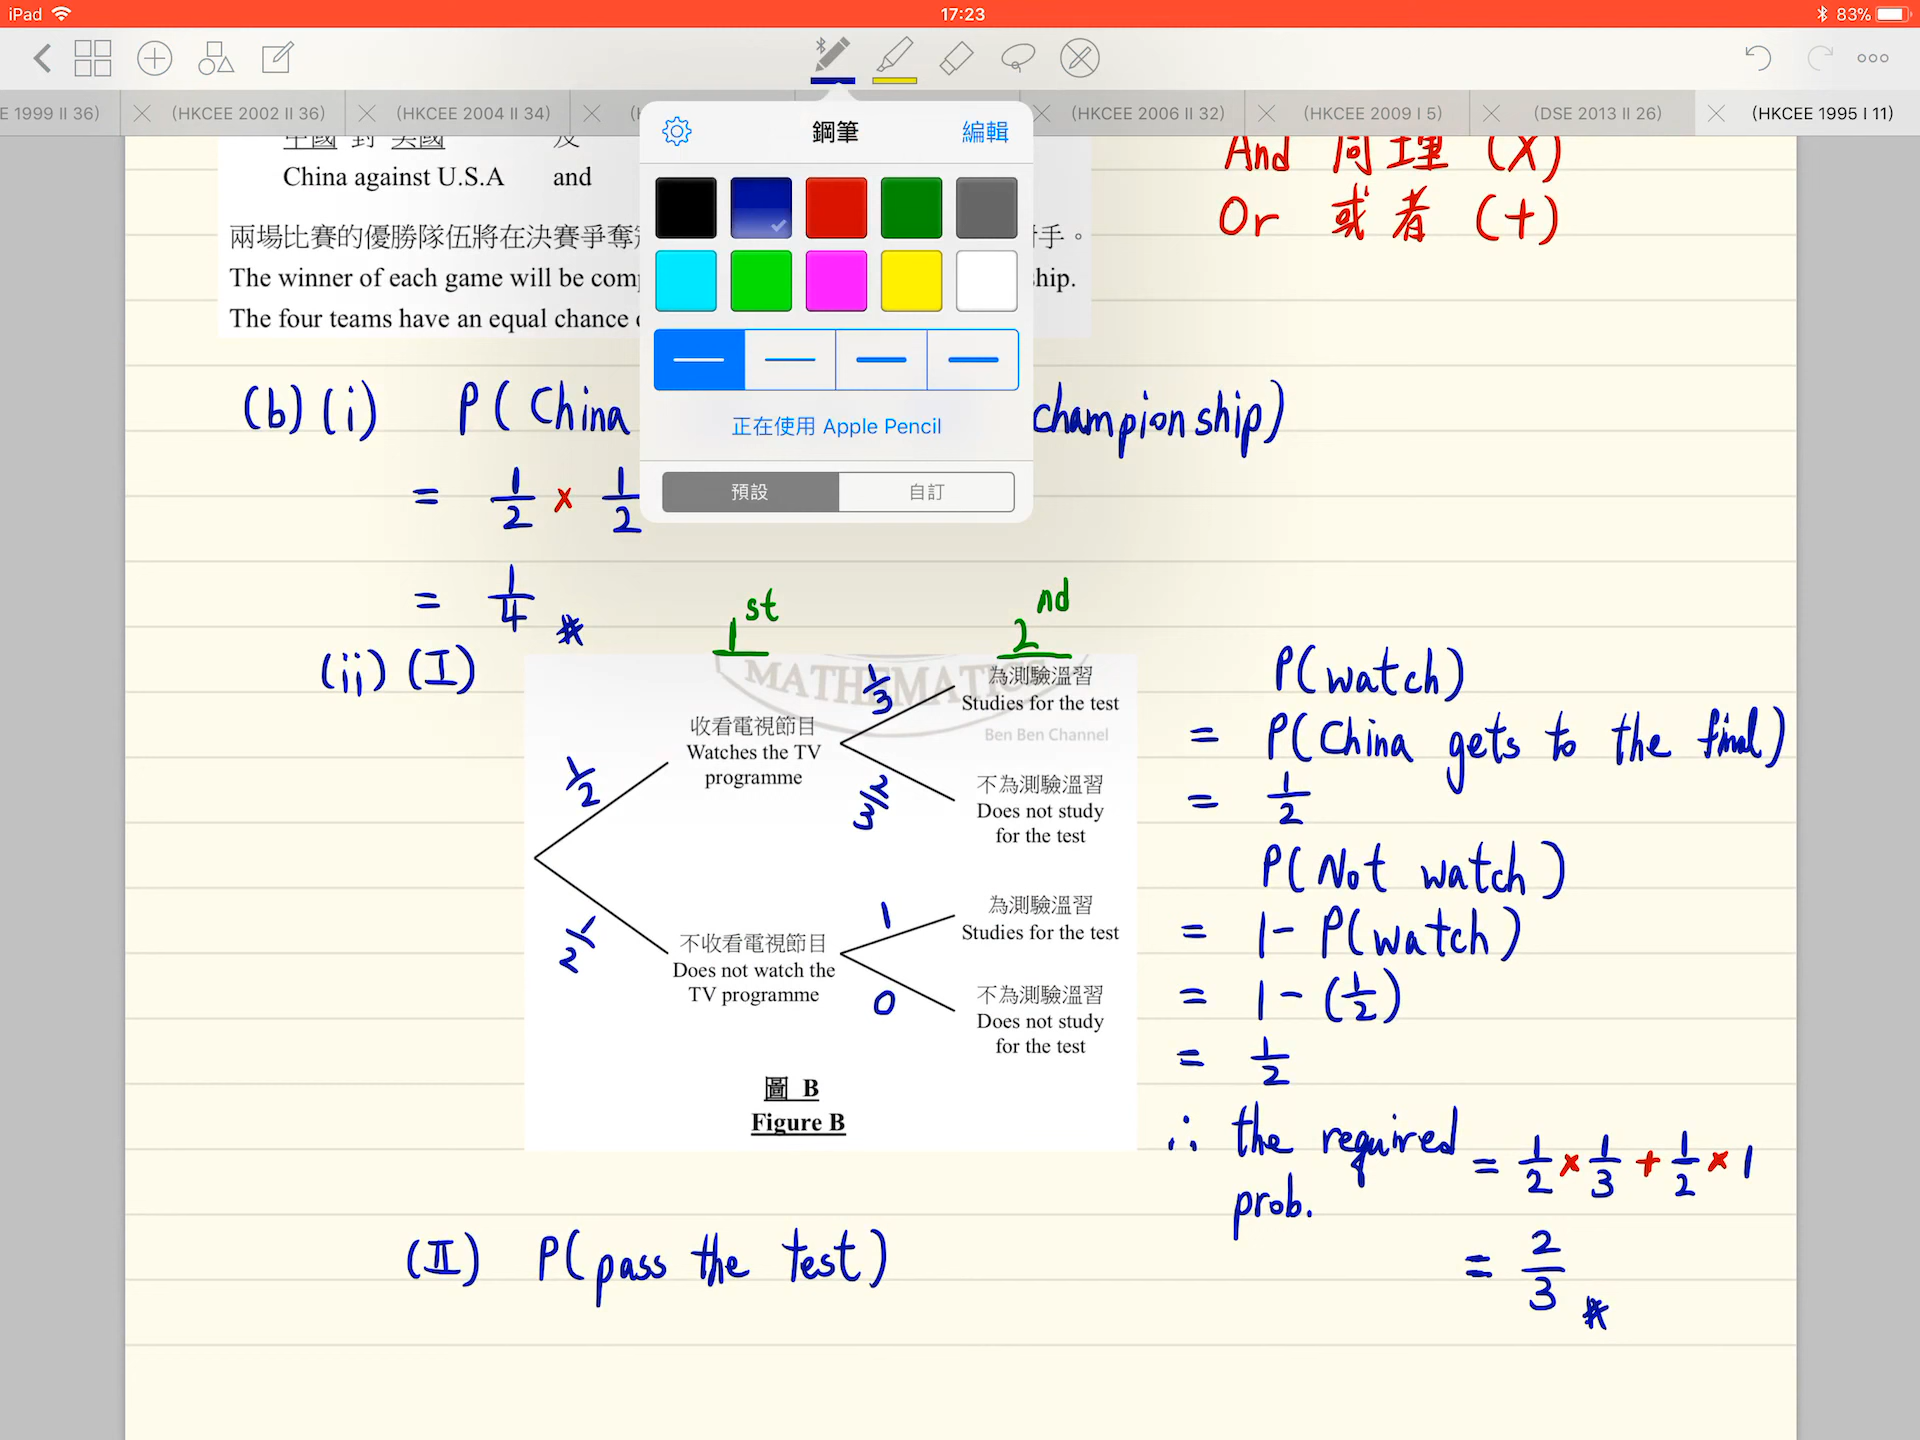 iPad 17:23 83%
E 1999 II 36) (HKCEE 2002 II 36) (HKCEE 2004 II 34) (HKCEE 2006 II 32) (HKCEE 2009 I 5) (DSE 2013 II 26) (HKCEE 1995 I 11)
鋼筆 編輯
正在使用 Apple Pencil
預設 自訂
中國 對 美國 及
China against U.S.A and
兩場比賽的優勝隊伍將在決賽爭奪 手。
The winner of each game will be com ship.
The four teams have an equal chance
And 同理 (X)
Or 或者 (+)
(b) (i) P( China championship)
= 1/2 × 1/2
= 1/4 *
(ii) (I)
1st 2nd
MATHEMATICS
Ben Ben Channel
1/2
收看電視節目
Watches the TV
programme
1/3
為測驗溫習
Studies for the test
2/3
不為測驗溫習
Does not study
for the test
1/2
不收看電視節目
Does not watch the
TV programme
1
為測驗溫習
Studies for the test
0
不為測驗溫習
Does not study
for the test
圖 B
Figure B
P(watch)
= P(China gets to the final)
= 1/2
P(Not watch)
= 1 - P(watch)
= 1 - (1/2)
= 1/2
∴ the required prob. = 1/2 × 1/3 + 1/2 × 1
= 2/3 *
(II) P(pass the test)